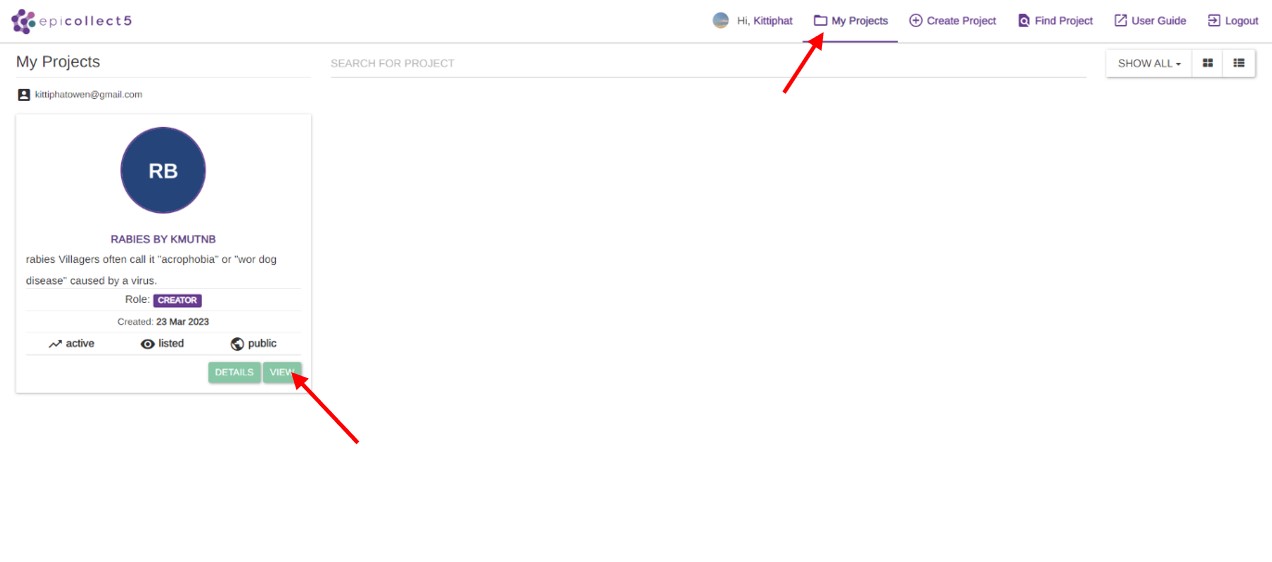 epicollect5
Hi, Kittiphat
My Projects
Create Project
Find Project
User Guide
Logout
My Projects
SEARCH FOR PROJECT
SHOW ALL
kittiphatowen@gmail.com
RB
RABIES BY KMUTNB
rabies Villagers often call it "acrophobia" or "wor dog
disease" caused by a virus.
Role: CREATOR
Created: 23 Mar 2023
active
listed
public
DETAILS
VIEW